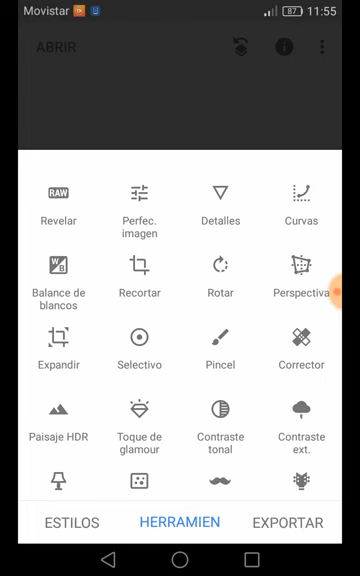 Movistar 87 11:55
ABRIR
RAW
Revelar
Perfec. imagen
Detalles
Curvas
W B
Balance de blancos
Recortar
Rotar
Perspectiva
Expandir
Selectivo
Pincel
Corrector
Paisaje HDR
Toque de glamour
Contraste tonal
Contraste ext.
ESTILOS HERRAMIEN EXPORTAR